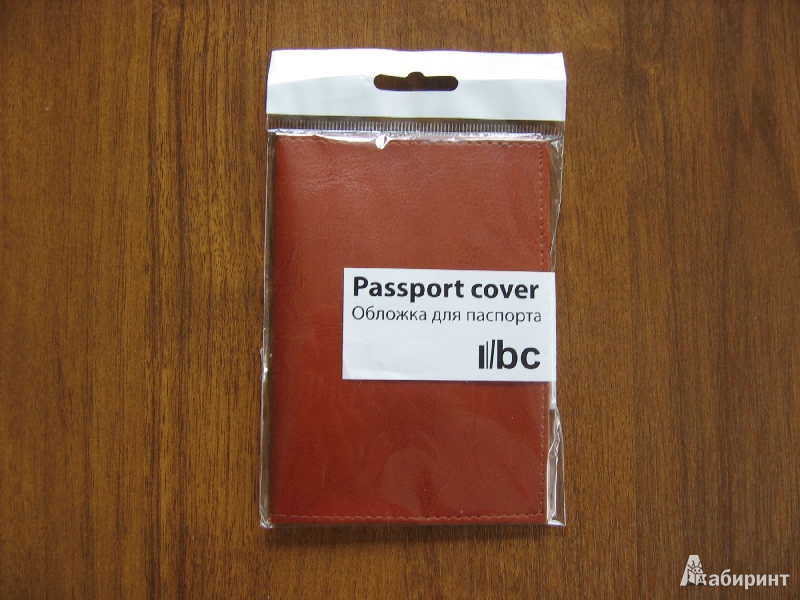 Passport cover
Обложка для паспорта
bc
Лабиринт